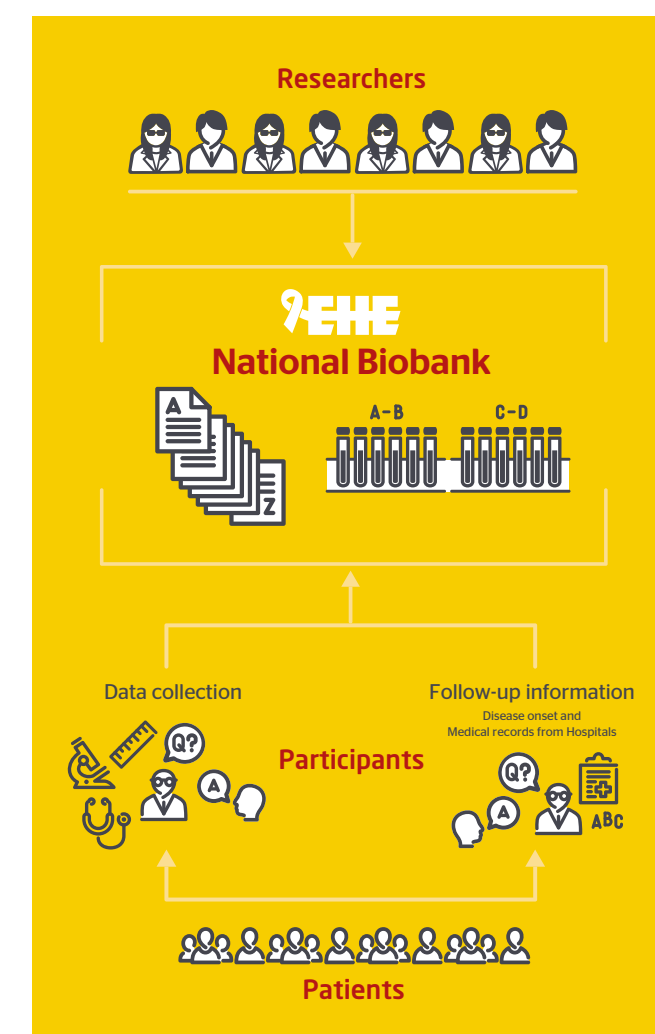 Researchers
EHE
National Biobank
A
Z
A-B
C-D
Data collection
Follow-up information
Disease onset and
Medical records from Hospitals
Participants
Q?
A
Q?
A
ABC
Patients